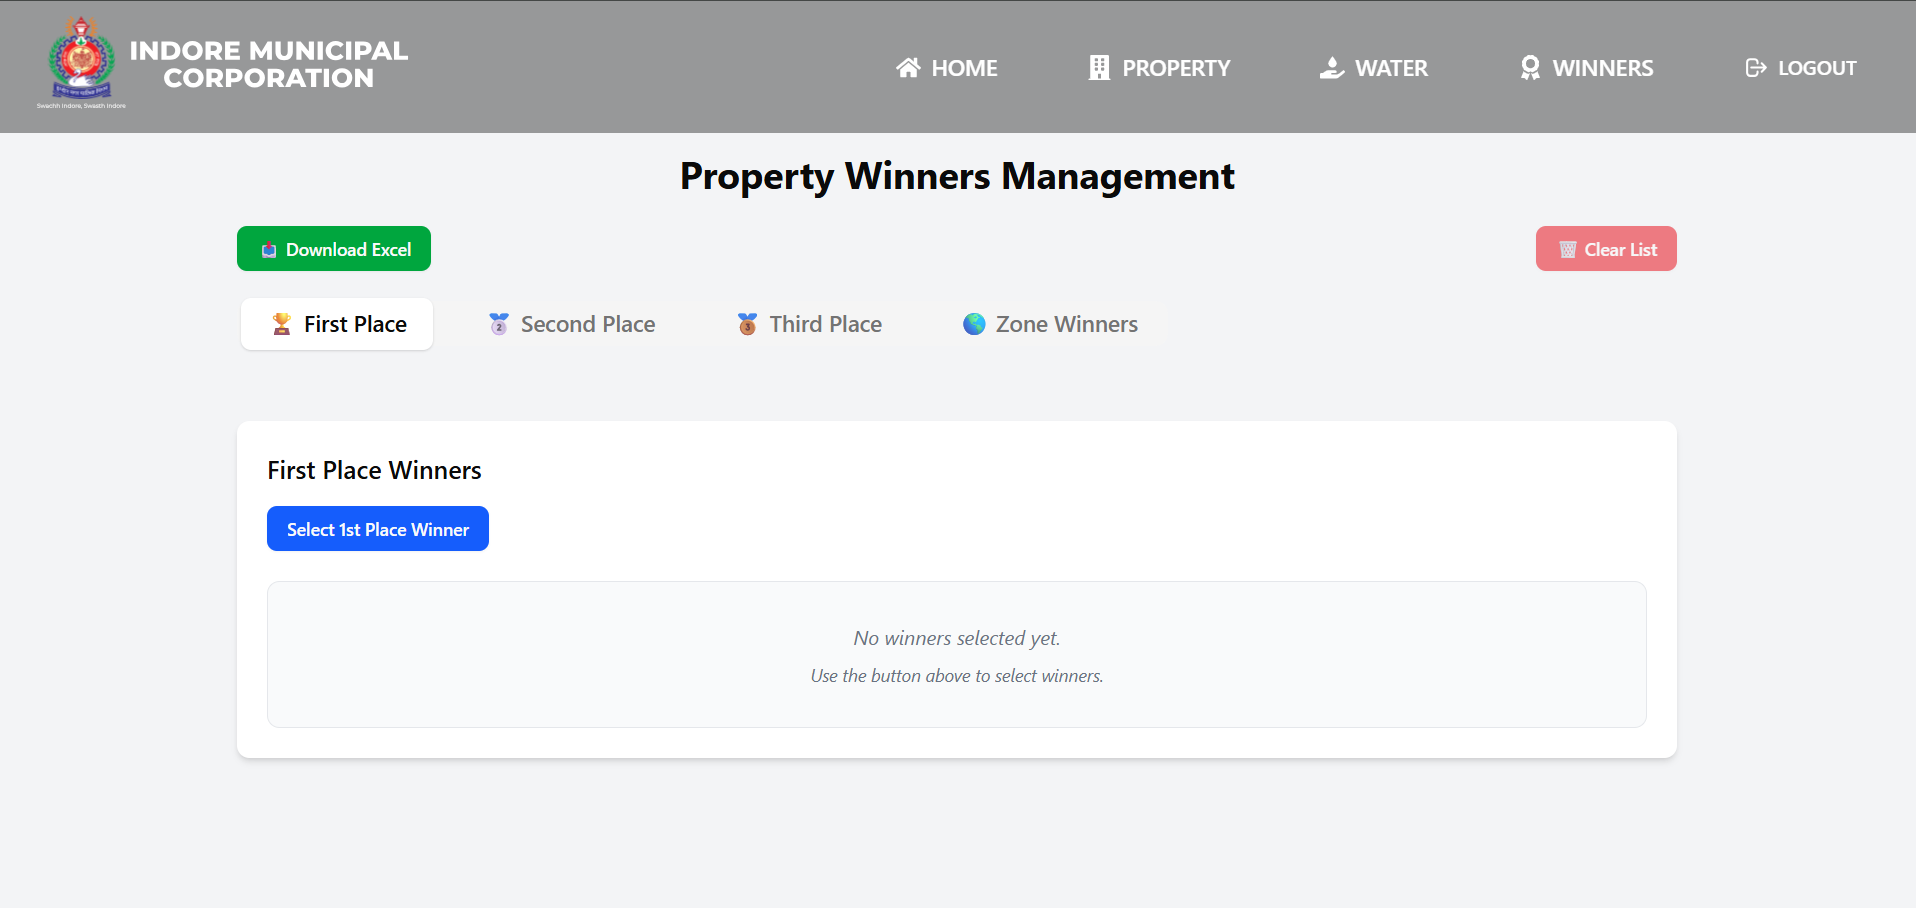 INDORE MUNICIPAL
CORPORATION
Swachh Indore, Swasth Indore
HOME
PROPERTY
WATER
WINNERS
LOGOUT
Property Winners Management
Download Excel
Clear List
First Place
Second Place
Third Place
Zone Winners
First Place Winners
Select 1st Place Winner
No winners selected yet.
Use the button above to select winners.